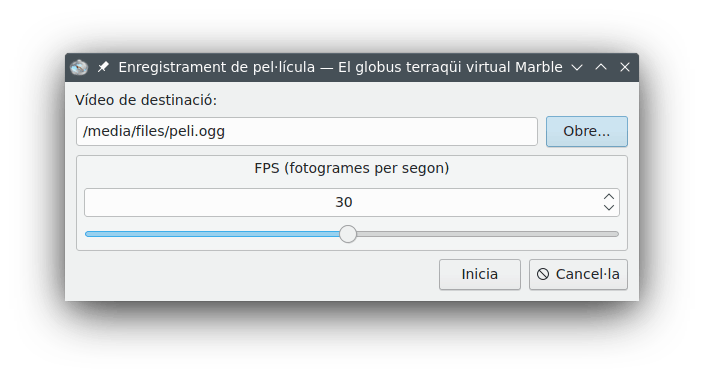 Enregistrament de pel·lícula — El globus terraqüi virtual Marble
Vídeo de destinació:
/media/files/peli.ogg
Obre...
FPS (fotogrames per segon)
30
Inicia
Cancel·la